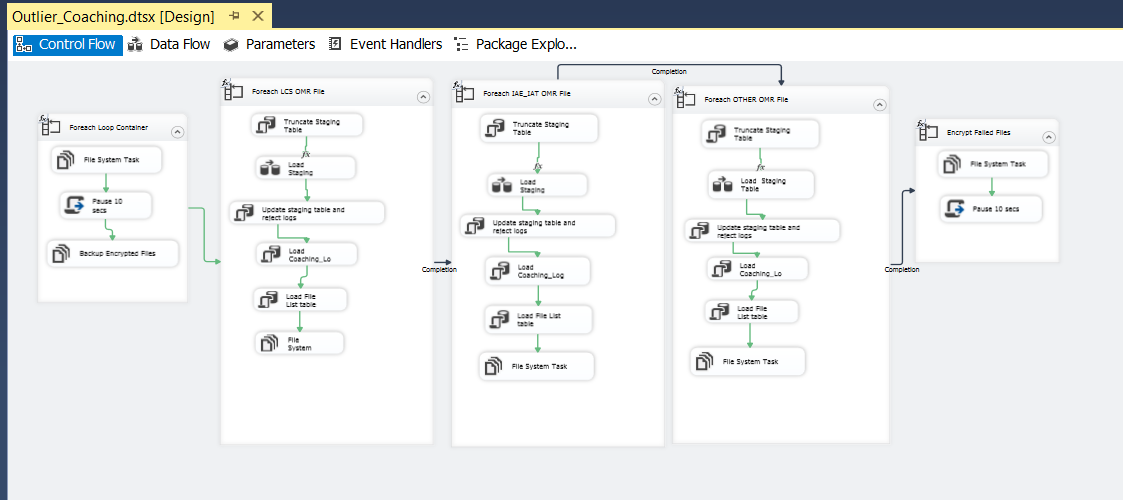 Outlier_Coaching.dtsx [Design]
Control Flow
Data Flow
Parameters
Event Handlers
Package Explo...
Foreach Loop Container
File System Task
Pause 10
secs
Backup Encrypted Files
Foreach LCS OMR File
Truncate Staging
Table
fx
Load
Staging
Update staging table and
reject logs
Load
Coaching_Lo
Load File
List table
File
System
Completion
Foreach IAE_IAT OMR File
Truncate Staging
Table
fx
Load
Staging
Update staging table and
reject logs
Load
Coaching_Log
Load File List
table
File System Task
Completion
Foreach OTHER OMR File
Truncate Staging
Table
fx
Load Staging
Table
Update staging table and
reject logs
Load
Coaching_Lo
Load File
List table
File System Task
Completion
Encrypt Failed Files
File System Task
Pause 10 secs